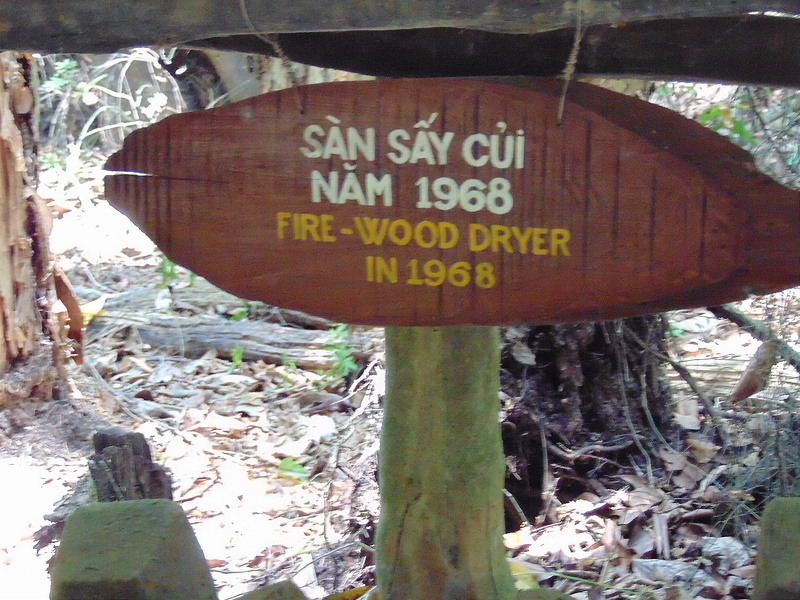 SÀN SẤY CỦI
NĂM 1968
FIRE-WOOD DRYER
IN 1968